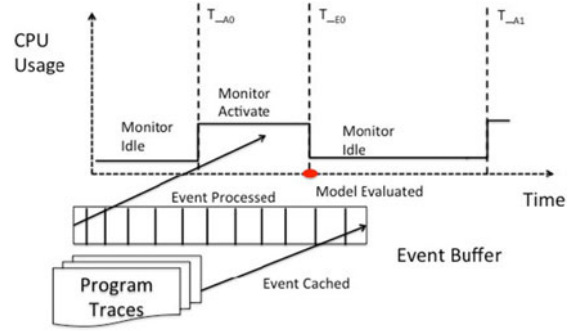 T_A0
T_E0
T_A1
CPU
Usage
Monitor
Activate
Monitor
Idle
Monitor
Idle
Event Processed
Model Evaluated
Time
Event Buffer
Event Cached
Program
Traces